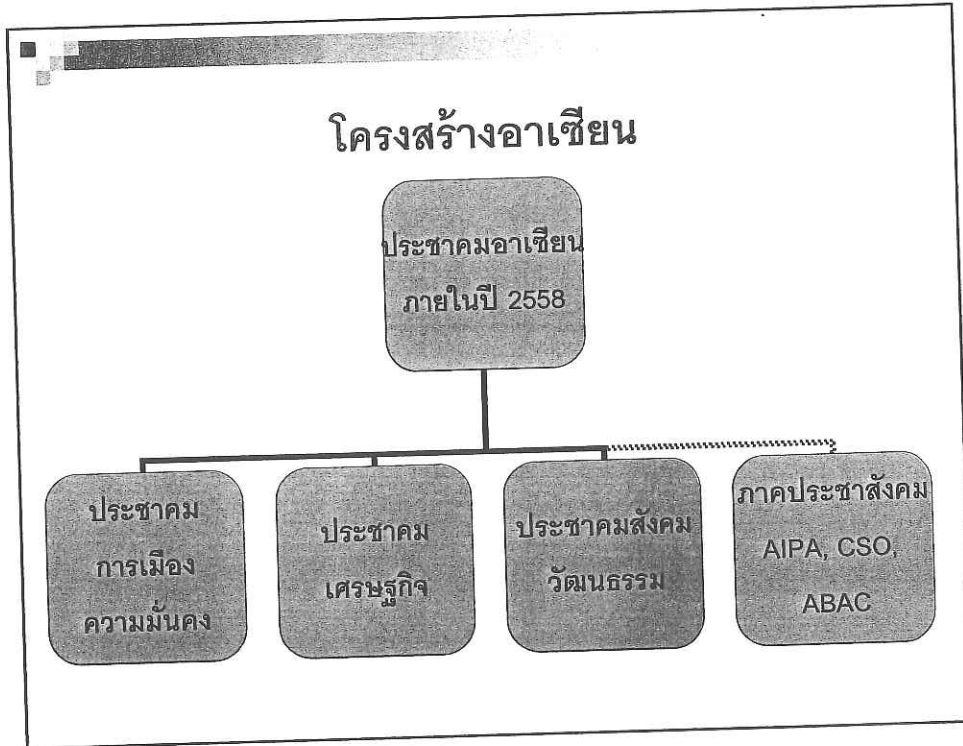 โครงสร้างอาเซียน
ประชาคมอาเซียน
ภายในปี 2558
ประชาคม
การเมือง
ความมั่นคง
ประชาคม
เศรษฐกิจ
ประชาคมสังคม
วัฒนธรรม
ภาคประชาสังคม
AIPA, CSO,
ABAC